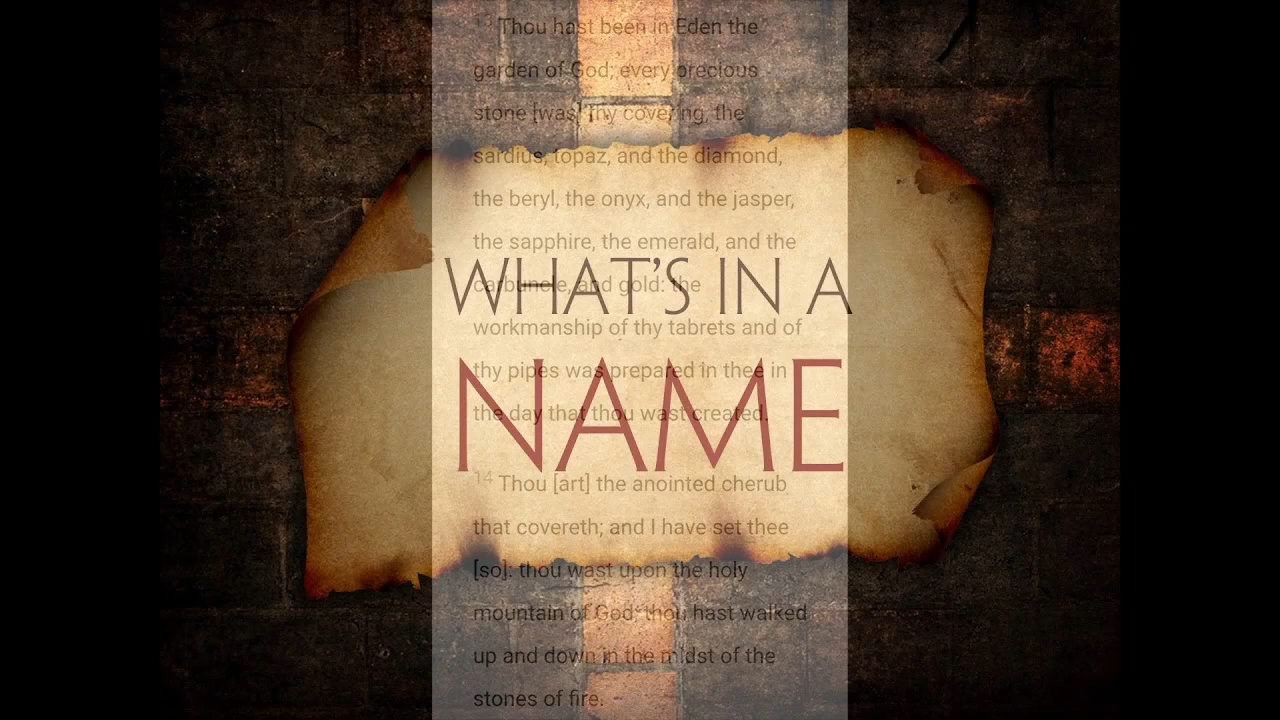 13 Thou hast been in Eden the
garden of God; every precious
stone [was] thy covering, the
sardius, topaz, and the diamond,
the beryl, the onyx, and the jasper,
the sapphire, the emerald, and the
WHAT'S IN A
carbuncle, and gold: the
workmanship of thy tabrets and of
thy pipes was prepared in thee in
NAME
the day that thou wast created.
14 Thou [art] the anointed cherub
that covereth; and I have set thee
[so]: thou wast upon the holy
mountain of God; thou hast walked
up and down in the midst of the
stones of fire.